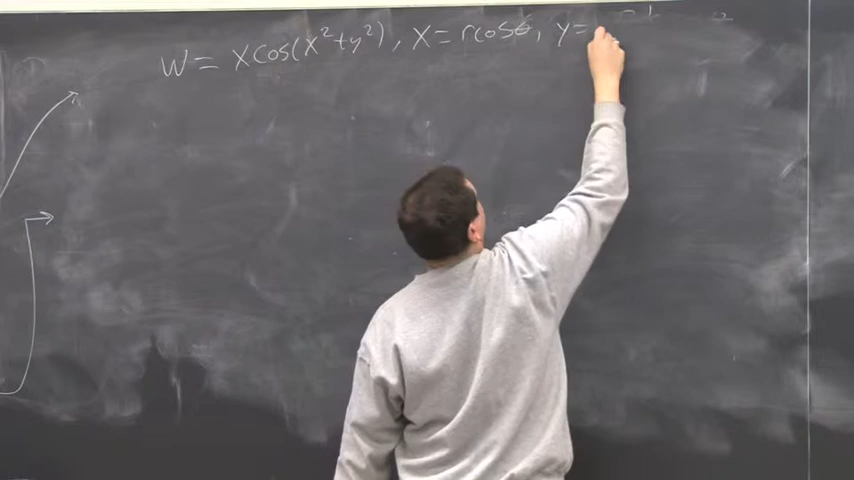 W = Xcos(x²+y²), X = rcosθ, y =